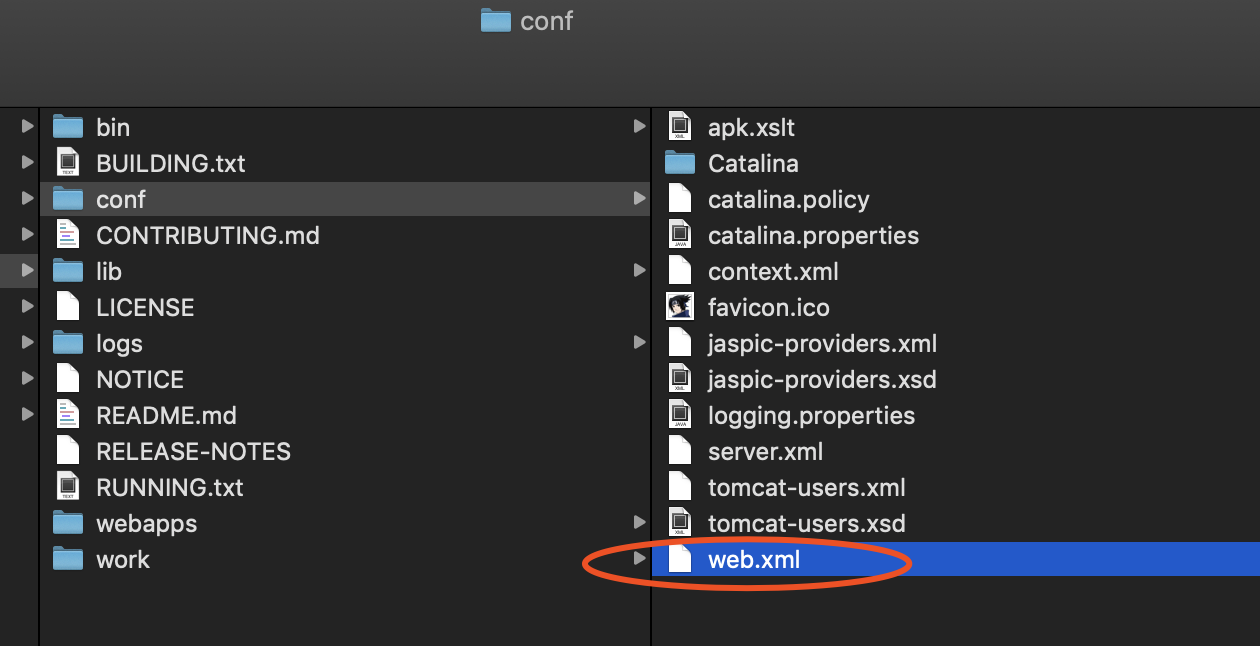 conf
bin
BUILDING.txt
conf
CONTRIBUTING.md
lib
LICENSE
logs
NOTICE
README.md
RELEASE-NOTES
RUNNING.txt
webapps
work
apk.xslt
Catalina
catalina.policy
catalina.properties
context.xml
favicon.ico
jaspic-providers.xml
jaspic-providers.xsd
logging.properties
server.xml
tomcat-users.xml
tomcat-users.xsd
web.xml